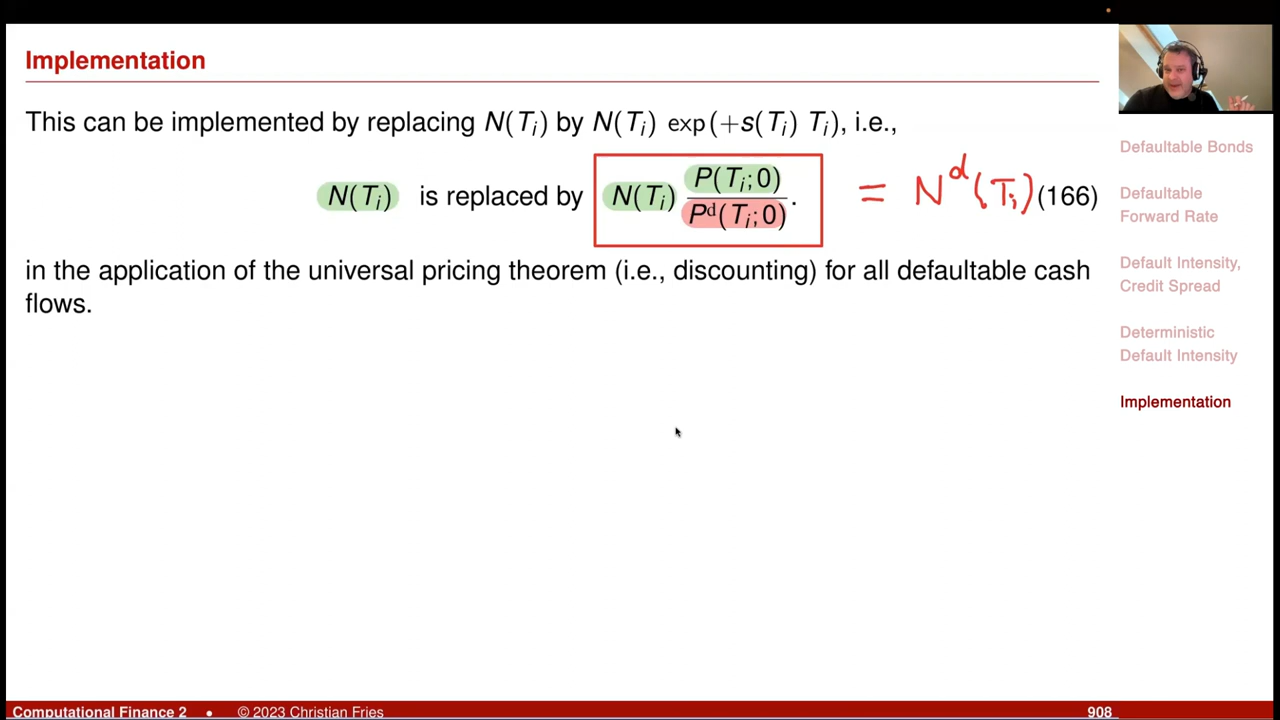 Implementation
This can be implemented by replacing N(Tᵢ) by N(Tᵢ) exp(+s(Tᵢ) Tᵢ), i.e.,
N(Tᵢ) is replaced by N(Tᵢ) P(Tᵢ;0) / Pᵈ(Tᵢ;0) . = Nᵈ(Tᵢ) (166)
in the application of the universal pricing theorem (i.e., discounting) for all defaultable cash
flows.
Defaultable Bonds
Defaultable
Forward Rate
Default Intensity,
Credit Spread
Deterministic
Default Intensity
Implementation
Computational Finance 2 • © 2023 Christian Fries 908